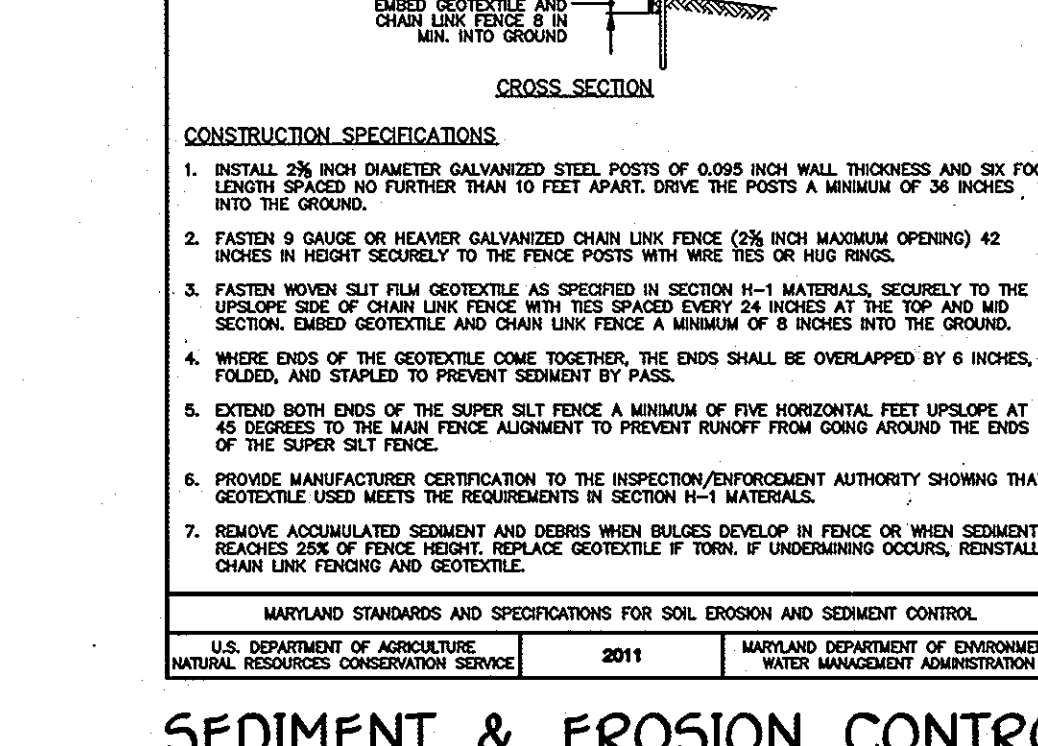 EMBED GEOTEXTILE AND
CHAIN LINK FENCE 8 IN
MIN. INTO GROUND
CROSS SECTION
CONSTRUCTION SPECIFICATIONS
1. INSTALL 2⅜ INCH DIAMETER GALVANIZED STEEL POSTS OF 0.095 INCH WALL THICKNESS AND SIX FOO
LENGTH SPACED NO FURTHER THAN 10 FEET APART. DRIVE THE POSTS A MINIMUM OF 36 INCHES
INTO THE GROUND.
2. FASTEN 9 GAUGE OR HEAVIER GALVANIZED CHAIN LINK FENCE (2⅜ INCH MAXIMUM OPENING) 42
INCHES IN HEIGHT SECURELY TO THE FENCE POSTS WITH WIRE TIES OR HUG RINGS.
3. FASTEN WOVEN SLIT FILM GEOTEXTILE AS SPECIFIED IN SECTION H-1 MATERIALS, SECURELY TO THE
UPSLOPE SIDE OF CHAIN LINK FENCE WITH TIES SPACED EVERY 24 INCHES AT THE TOP AND MID
SECTION. EMBED GEOTEXTILE AND CHAIN LINK FENCE A MINIMUM OF 8 INCHES INTO THE GROUND.
4. WHERE ENDS OF THE GEOTEXTILE COME TOGETHER, THE ENDS SHALL BE OVERLAPPED BY 6 INCHES,
FOLDED, AND STAPLED TO PREVENT SEDIMENT BY PASS.
5. EXTEND BOTH ENDS OF THE SUPER SILT FENCE A MINIMUM OF FIVE HORIZONTAL FEET UPSLOPE AT
45 DEGREES TO THE MAIN FENCE ALIGNMENT TO PREVENT RUNOFF FROM GOING AROUND THE ENDS
OF THE SUPER SILT FENCE.
6. PROVIDE MANUFACTURER CERTIFICATION TO THE INSPECTION/ENFORCEMENT AUTHORITY SHOWING THA
GEOTEXTILE USED MEETS THE REQUIREMENTS IN SECTION H-1 MATERIALS.
7. REMOVE ACCUMULATED SEDIMENT AND DEBRIS WHEN BULGES DEVELOP IN FENCE OR WHEN SEDIMENT
REACHES 25% OF FENCE HEIGHT. REPLACE GEOTEXTILE IF TORN. IF UNDERMINING OCCURS, REINSTALL
CHAIN LINK FENCING AND GEOTEXTILE.
MARYLAND STANDARDS AND SPECIFICATIONS FOR SOIL EROSION AND SEDIMENT CONTROL
U.S. DEPARTMENT OF AGRICULTURE
NATURAL RESOURCES CONSERVATION SERVICE
2011
MARYLAND DEPARTMENT OF ENVIRONME
WATER MANAGEMENT ADMINISTRATION
SEDIMENT & EROSION CONTRO